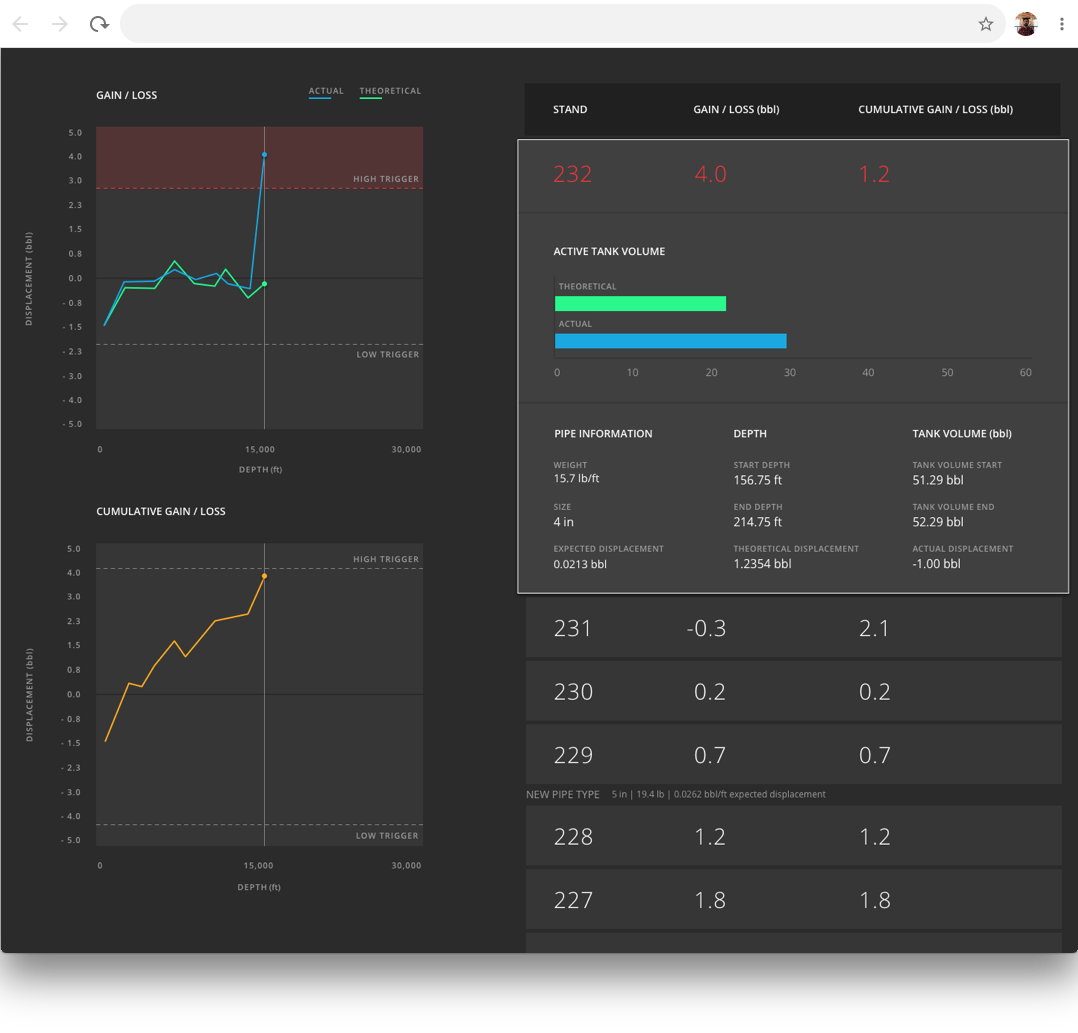 GAIN / LOSS
ACTUAL THEORETICAL
5.0
4.0
3.0
2.3
1.5
0.8
0.0
- 0.8
- 1.5
- 2.3
- 3.0
- 4.0
- 5.0
HIGH TRIGGER
LOW TRIGGER
DISPLACEMENT (bbl)
0 15,000 30,000
DEPTH (ft)
CUMULATIVE GAIN / LOSS
5.0
4.0
3.0
2.3
1.5
0.8
0.0
- 0.8
- 1.5
- 2.3
- 3.0
- 4.0
- 5.0
HIGH TRIGGER
LOW TRIGGER
DISPLACEMENT (bbl)
0 15,000 30,000
DEPTH (ft)
STAND GAIN / LOSS (bbl) CUMULATIVE GAIN / LOSS (bbl)
232 4.0 1.2
ACTIVE TANK VOLUME
THEORETICAL
ACTUAL
0 10 20 30 40 50 60
PIPE INFORMATION DEPTH TANK VOLUME (bbl)
WEIGHT START DEPTH TANK VOLUME START
15.7 lb/ft 156.75 ft 51.29 bbl
SIZE END DEPTH TANK VOLUME END
4 in 214.75 ft 52.29 bbl
EXPECTED DISPLACEMENT THEORETICAL DISPLACEMENT ACTUAL DISPLACEMENT
0.0213 bbl 1.2354 bbl -1.00 bbl
231 -0.3 2.1
230 0.2 0.2
229 0.7 0.7
NEW PIPE TYPE 5 in | 19.4 lb | 0.0262 bbl/ft expected displacement
228 1.2 1.2
227 1.8 1.8